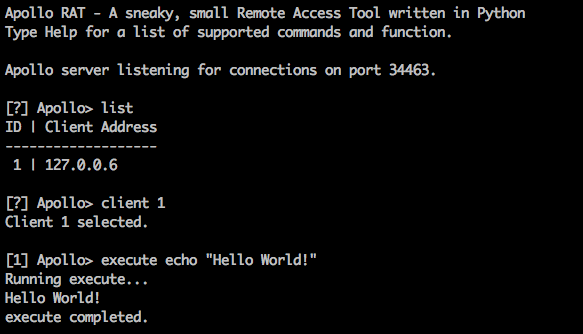 Apollo RAT - A sneaky, small Remote Access Tool written in Python
Type Help for a list of supported commands and function.
Apollo server listening for connections on port 34463.
[?] Apollo> list
ID | Client Address
-------------------
 1 | 127.0.0.6
[?] Apollo> client 1
Client 1 selected.
[1] Apollo> execute echo "Hello World!"
Running execute...
Hello World!
execute completed.